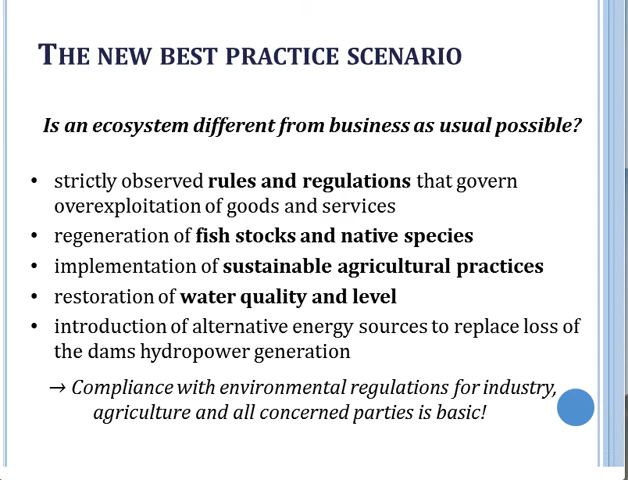 THE NEW BEST PRACTICE SCENARIO
Is an ecosystem different from business as usual possible?
• strictly observed rules and regulations that govern
overexploitation of goods and services
• regeneration of fish stocks and native species
• implementation of sustainable agricultural practices
• restoration of water quality and level
• introduction of alternative energy sources to replace loss of
the dams hydropower generation
→ Compliance with environmental regulations for industry,
agriculture and all concerned parties is basic!